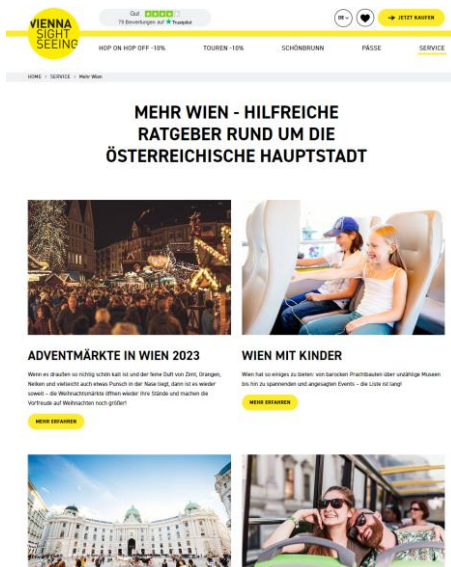 VIENNA
SIGHT
SEEING
Gut
79 Bewertungen auf Trustpilot
DE
JETZT KAUFEN
HOP ON HOP OFF -10%
TOUREN -10%
SCHÖNBRUNN
PÄSSE
SERVICE
HOME > SERVICE > Mehr Wien
MEHR WIEN - HILFREICHE
RATGEBER RUND UM DIE
ÖSTERREICHISCHE HAUPTSTADT
ADVENTMÄRKTE IN WIEN 2023
Wenn es draußen so richtig schön kalt ist und der feine Duft von Zimt, Orangen,
Nelken und vielleicht auch etwas Punsch in der Nase liegt, dann ist es wieder
soweit – die Weihnachtsmärkte öffnen wieder ihre Stände und machen die
Vorfreude auf Weihnachten noch größer!
MEHR ERFAHREN
WIEN MIT KINDER
Wien hat so einiges zu bieten: von barocken Prachtbauten über unzählige Museen
bis hin zu spannenden und angesagten Events – die Liste ist lang!
MEHR ERFAHREN